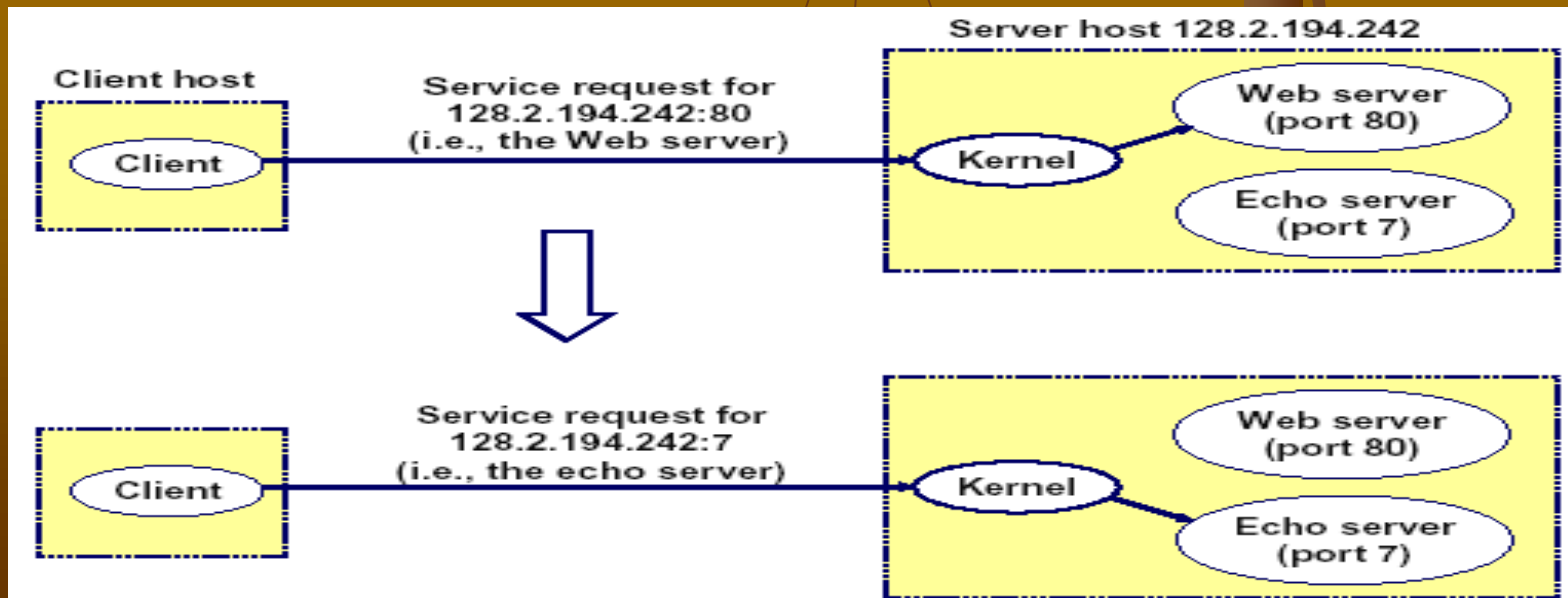 Server host 128.2.194.242
Client host
Service request for
128.2.194.242:80
(i.e., the Web server)
Client
Kernel
Web server
(port 80)
Echo server
(port 7)
Service request for
128.2.194.242:7
(i.e., the echo server)
Client
Kernel
Web server
(port 80)
Echo server
(port 7)